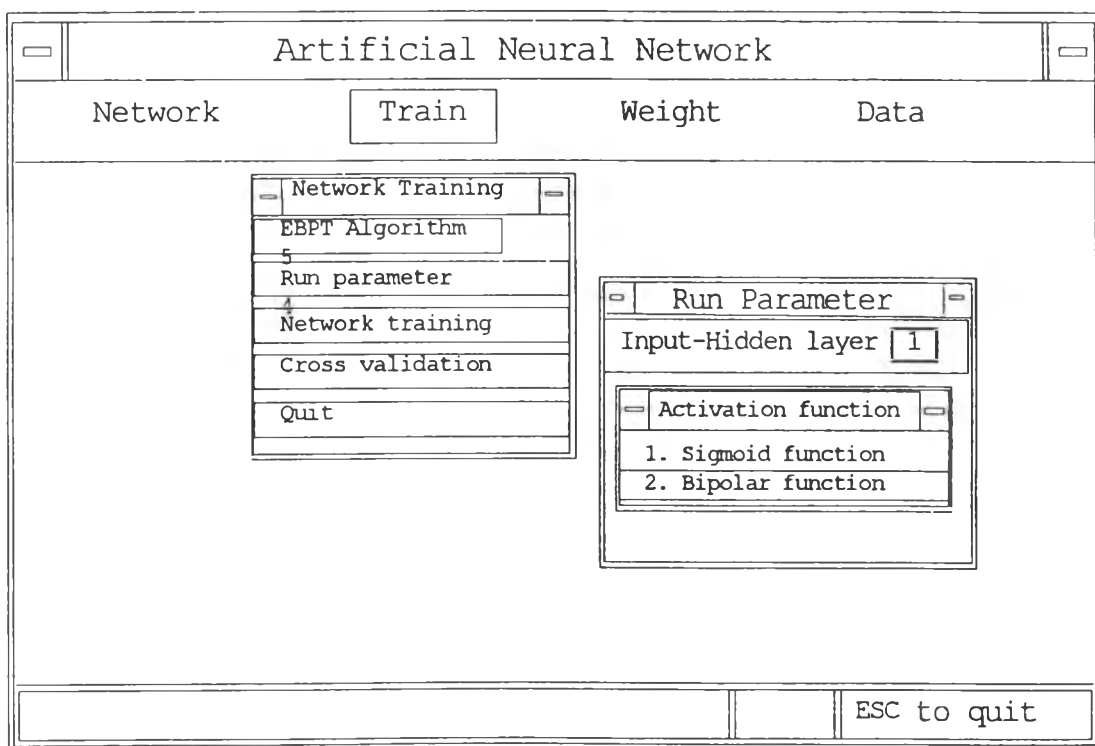 Artificial Neural Network
Network Train Weight Data
Network Training
EBPT Algorithm
5
Run parameter
4
Network training
Cross validation
Quit
Run Parameter
Input-Hidden layer 1
Activation function
1. Sigmoid function
2. Bipolar function
ESC to quit